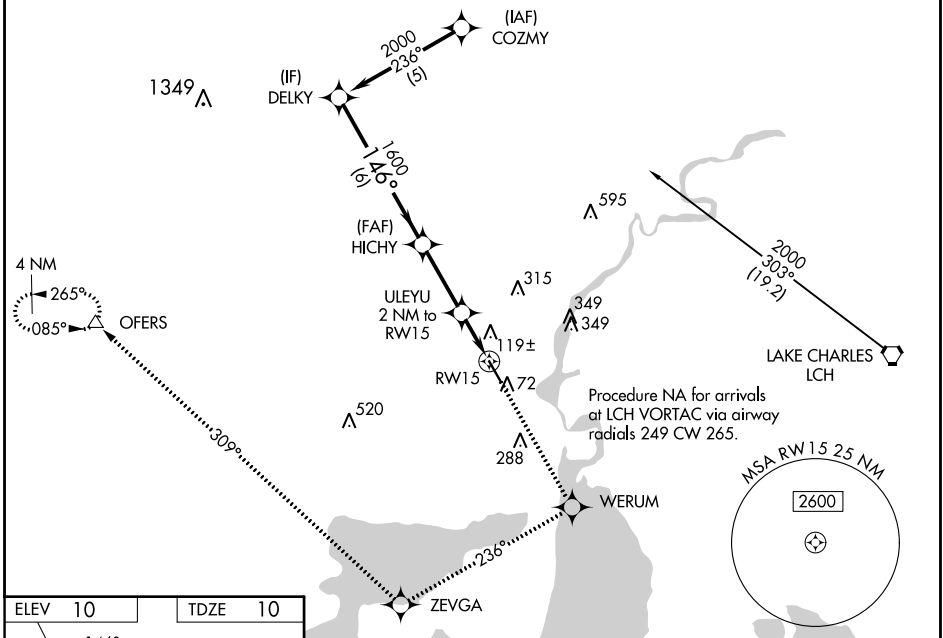 (IAF)
COZMY
2000
236°
(5)
(IF)
DELKY
1349
1600
146°
(6)
595
(FAF)
HICHY
2000
303°
(19.2)
4 NM
265°
085°
OFERS
315
ULEYU
2 NM to
RW15
349
349
119±
RW15
72
LAKE CHARLES
LCH
Procedure NA for arrivals
at LCH VORTAC via airway
radials 249 CW 265.
520
309°
288
MSA RW15 25 NM
2600
WERUM
236°
ZEVGA
ELEV 10
TDZE 10